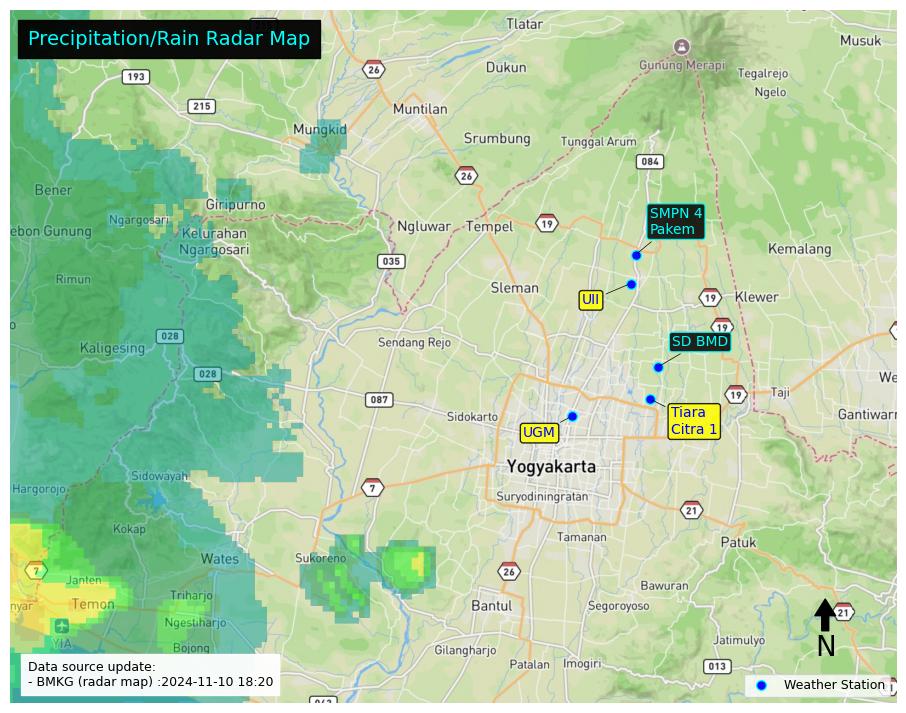 Precipitation/Rain Radar Map
Tlatar
Musuk
26
193
Dukun
Gunung Merapi
Tegalrejo
Ngelo
215
Muntilan
Mungkid
Srumbung
Tunggal Arum
084
26
Bener
Giripurno
Ngargosari
SMPN 4
Pakem
ebon Gunung
Kelurahan
Ngargosari
Ngluwar
Tempel
19
Kemalang
035
Rimun
Sleman
UII
19
Klewer
19
028
Kaligesing
Sendang Rejo
SD BMD
028
087
We
19
Taji
Sidokarto
Tiara
Citra 1
Gantiwarn
UGM
Yogyakarta
Sidowayah
Hargorojo
7
Suryodiningratan
21
Kokap
Tamanan
Patuk
Wates
Sukoreno
7
Janten
26
Bawuran
nyar
Temon
Triharjo
Bantul
Segoroyoso
21
Ngestiharjo
YIA
N
Bojong
Gilangharjo
Jatimulyo
Patalan
Imogiri
013
Data source update:
- BMKG (radar map) :2024-11-10 18:20
Weather Station